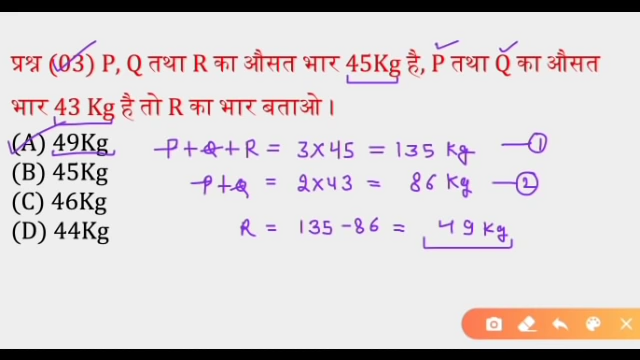 प्रश्न (03) P, Q तथा R का औसत भार 45Kg है, P तथा Q का औसत
भार 43 Kg है तो R का भार बताओ ।
(A) 49Kg
(B) 45Kg
(C) 46Kg
(D) 44Kg
P+Q+R = 3×45 = 135 Kg —①
P+Q = 2×43 = 86 Kg —②
R = 135-86 = 49 Kg